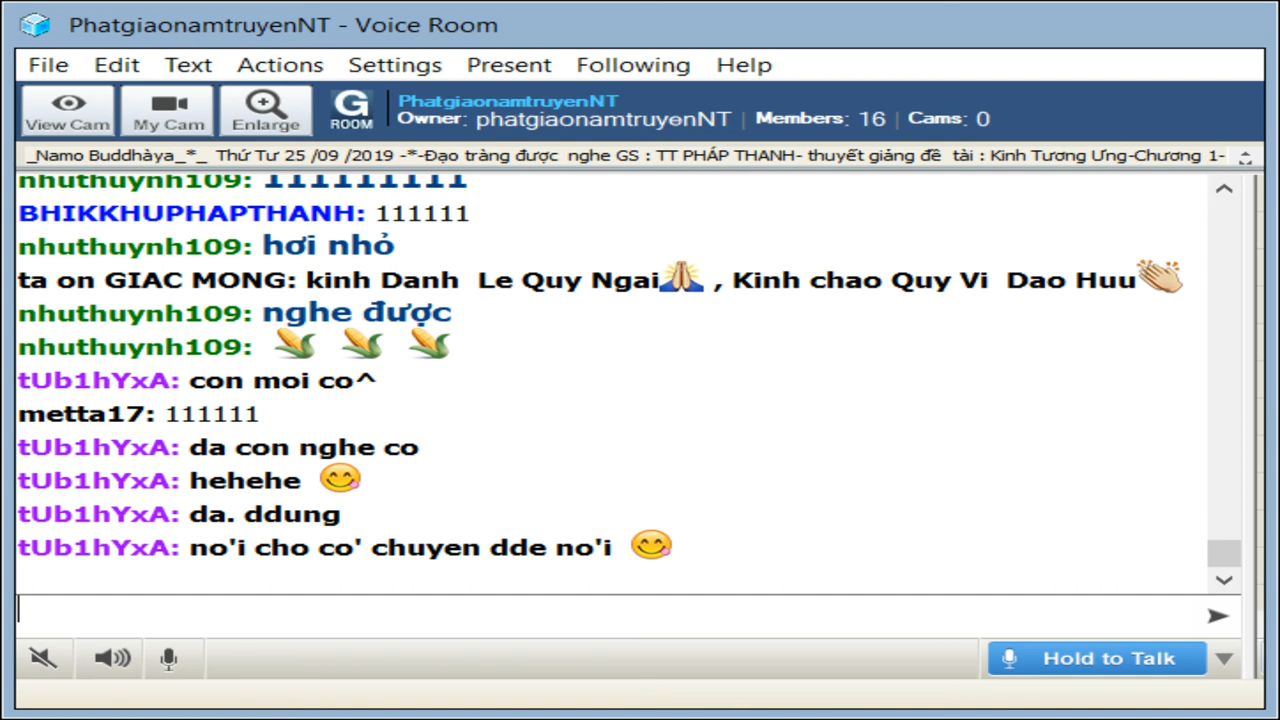 PhatgiaonamtruyenNT - Voice Room
File Edit Text Actions Settings Present Following Help
View Cam My Cam Enlarge G ROOM
PhatgiaonamtruyenNT
Owner: phatgiaonamtruyenNT | Members: 16 | Cams: 0
_Namo Buddhàya_*_ Thứ Tư 25 /09 /2019 -*-Đạo tràng được nghe GS : TT PHÁP THANH- thuyết giảng đề tài : Kinh Tương Ưng-Chương 1-
nhuthuynh109: 111111111
BHIKKHUPHAPTHANH: 111111
nhuthuynh109: hơi nhỏ
ta on GIAC MONG: kinh Danh Le Quy Ngai🙏 , Kinh chao Quy Vi Dao Huu👏
nhuthuynh109: nghe được
nhuthuynh109: 🌽 🌽 🌽
tUb1hYxA: con moi co^
metta17: 111111
tUb1hYxA: da con nghe co
tUb1hYxA: hehehe 😋
tUb1hYxA: da. ddung
tUb1hYxA: no'i cho co' chuyen dde no'i 😋
Hold to Talk